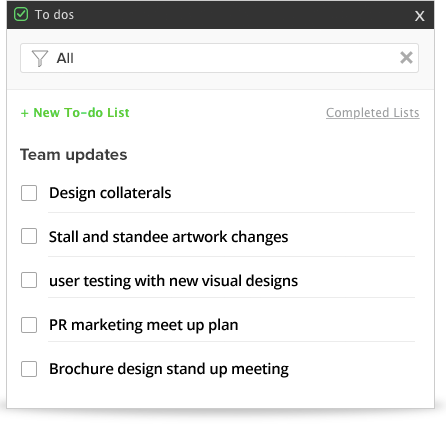 To dos X
All
+ New To-do List Completed Lists
Team updates
Design collaterals
Stall and standee artwork changes
user testing with new visual designs
PR marketing meet up plan
Brochure design stand up meeting